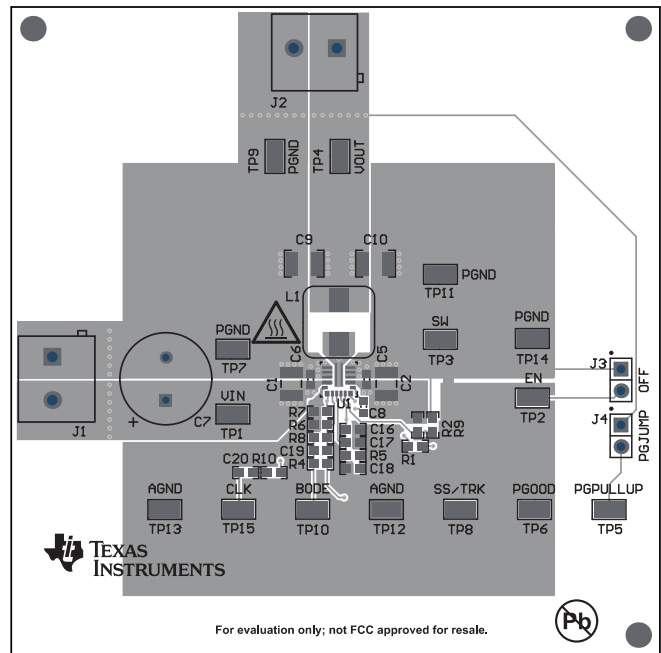 J2
TP9
PGND
TP4
VOUT
C9
C10
PGND
TP11
L1
SW
TP3
PGND
TP7
PGND
TP14
J3
OFF
C6
C5
C1
C2
EN
TP2
J4
PGJUMP
J1
+
C7
VIN
TP1
U1
C8
R7
R6
R8
C19
R4
C16
C17
R5
C18
R2
R9
R1
C20
R10
AGND
TP13
CLK
TP15
BODE
TP10
AGND
TP12
SS/TRK
TP8
PGOOD
TP6
PGPULLUP
TP5
TEXAS
INSTRUMENTS
For evaluation only; not FCC approved for resale.
Pb